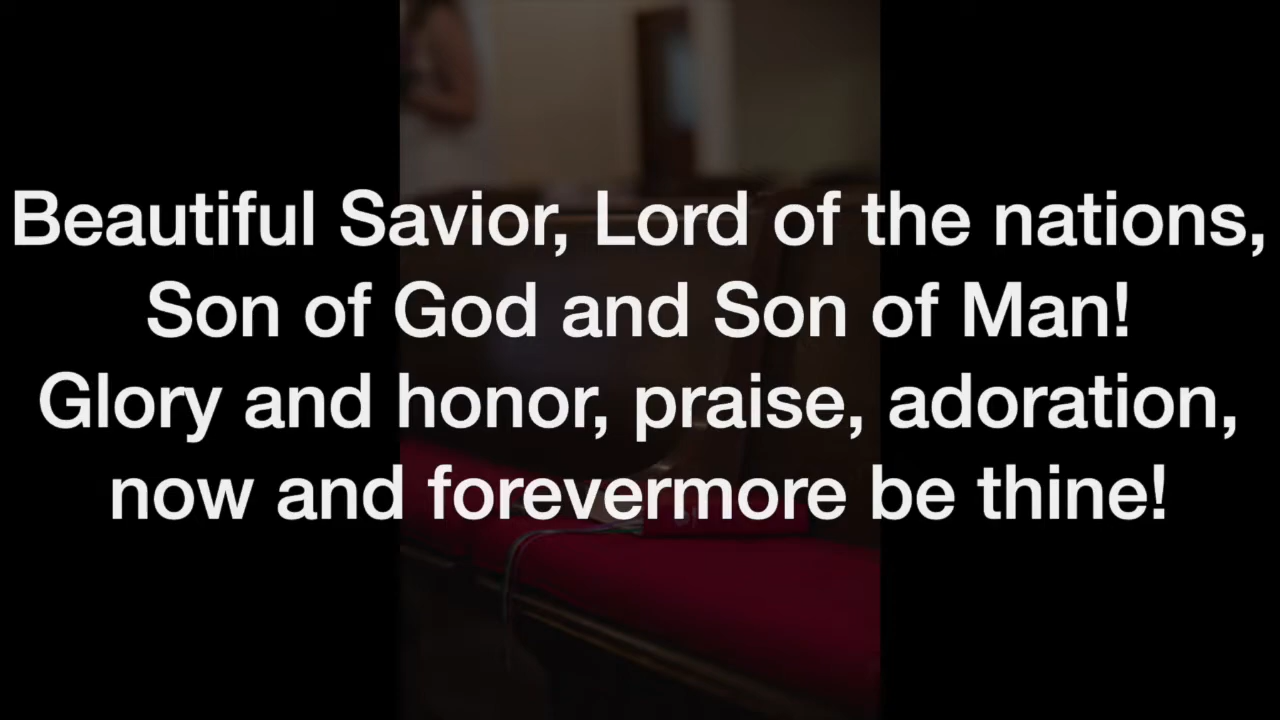 Beautiful Savior, Lord of the nations,
Son of God and Son of Man!
Glory and honor, praise, adoration,
now and forevermore be thine!